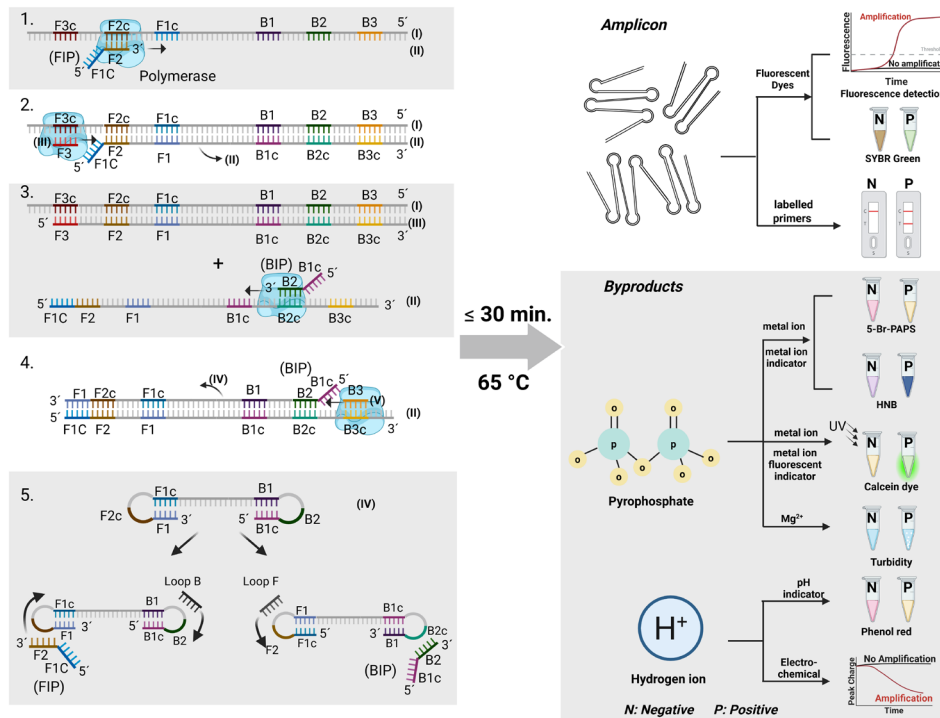 1.
F3c F2c F1c B1 B2 B3 5´
(I)
3´
(FIP) F2 (II)
5´ F1C Polymerase
2.
F3c F2c F1c B1 B2 B3 5´
(I)
(III) (II)
F3 F2 F1 (II) B1c B2c B3c 3´
5´ F1C
3.
F3c F2c F1c B1 B2 B3 5´
(I)
5´ (III)
F3 F2 F1 B1c B2c B3c 3´
+
(BIP) B1c 5´
3´ B2
5´ 3´ (II)
F1C F2 F1 B1c B2c B3c
4.
(IV) (BIP)
F1 F2c F1c B1 B2 B1c 5´ B3
3´ (V)
5´ (II)
F1C F2 F1 B1c B2c B3c 3´
5.
F1c B1 (IV)
F2c F1 3´ 5´ B1c B2
Loop B Loop F
F1c B1
3´ F1 3´ 5´ B1c B2
F2 F1C 5´
(FIP)
F1 B1c
F2 F1c 5´ 3´ B1 B2c
3´
B2
(BIP) B1c
5´
≤ 30 min.
65 °C
Amplicon
Fluorescent
Dyes
Fluorescence
Amplification
No amplificat
Time
Fluorescence detectio
N P
SYBR Green
labelled
primers
N P
C C
T T
S S
Byproducts
metal ion
metal ion
indicator
N P
5-Br-PAPS
N P
HNB
o o
P P
o o o o o
Pyrophosphate
metal ion
metal ion
fluorescent
indicator
UV
N P
Calcein dye
Mg²⁺
N P
Turbidity
H⁺
Hydrogen ion
pH
indicator
N P
Phenol red
Electro-
chemical
Peak Charge
No Amplification
Amplification
Time
N: Negative P: Positive